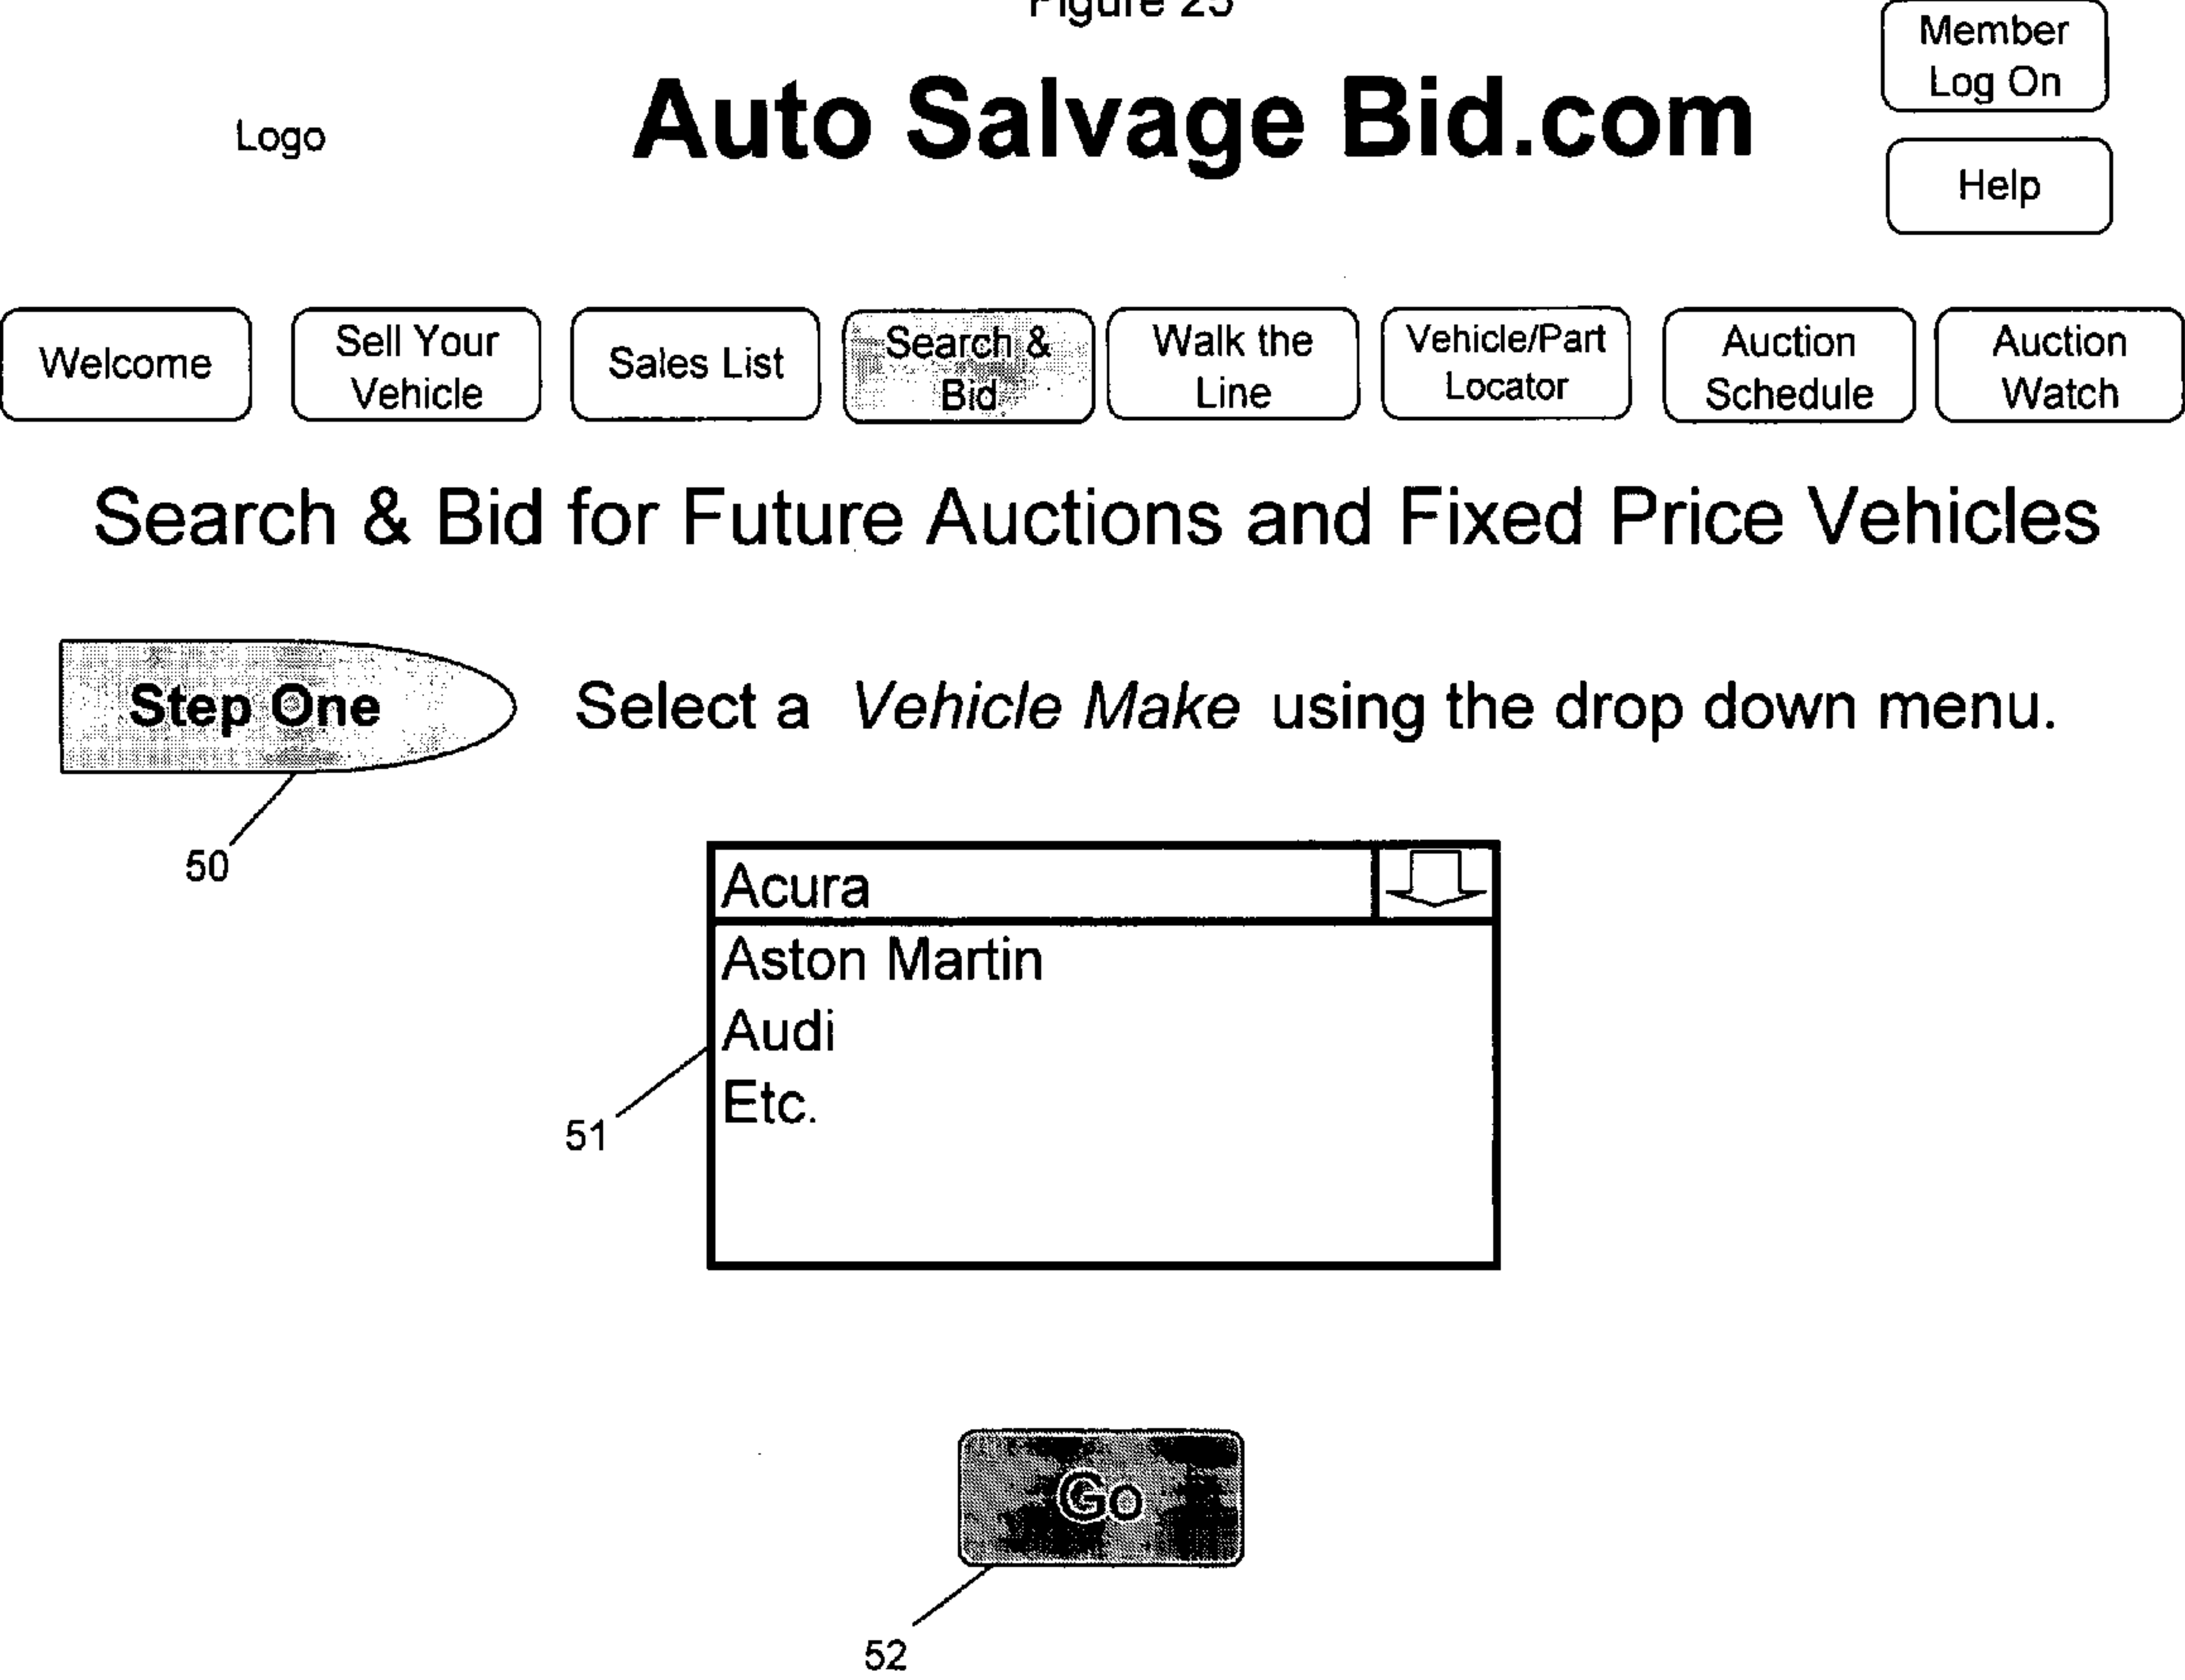 Figure 25
Member
Log On
Auto Salvage Bid.com
Logo
Help
Welcome
Sell Your
Vehicle
Sales List
Search &
Bid
Walk the
Line
Vehicle/Part
Locator
Auction
Schedule
Auction
Watch
Search & Bid for Future Auctions and Fixed Price Vehicles
Step One
Select a Vehicle Make using the drop down menu.
50
Acura
Aston Martin
Audi
Etc.
51
Go
52